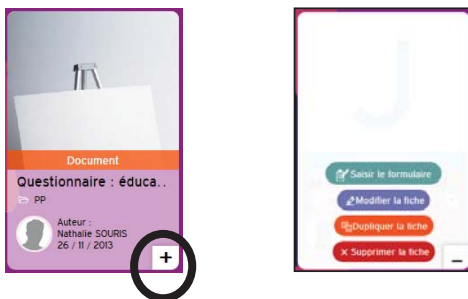 Document
Questionnaire : éduca..
PP
Auteur :
Nathalie SOURIS
26 / 11 / 2013
+
Saisir le formulaire
Modifier la fiche
Dupliquer la fiche
× Supprimer la fiche
–